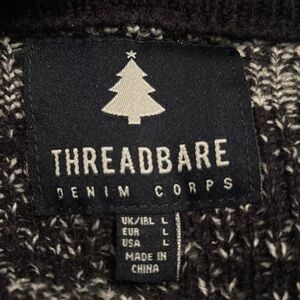 THREADBARE
DENIM CORPS
UK/IRL L
EUR L
USA L
MADE IN
CHINA